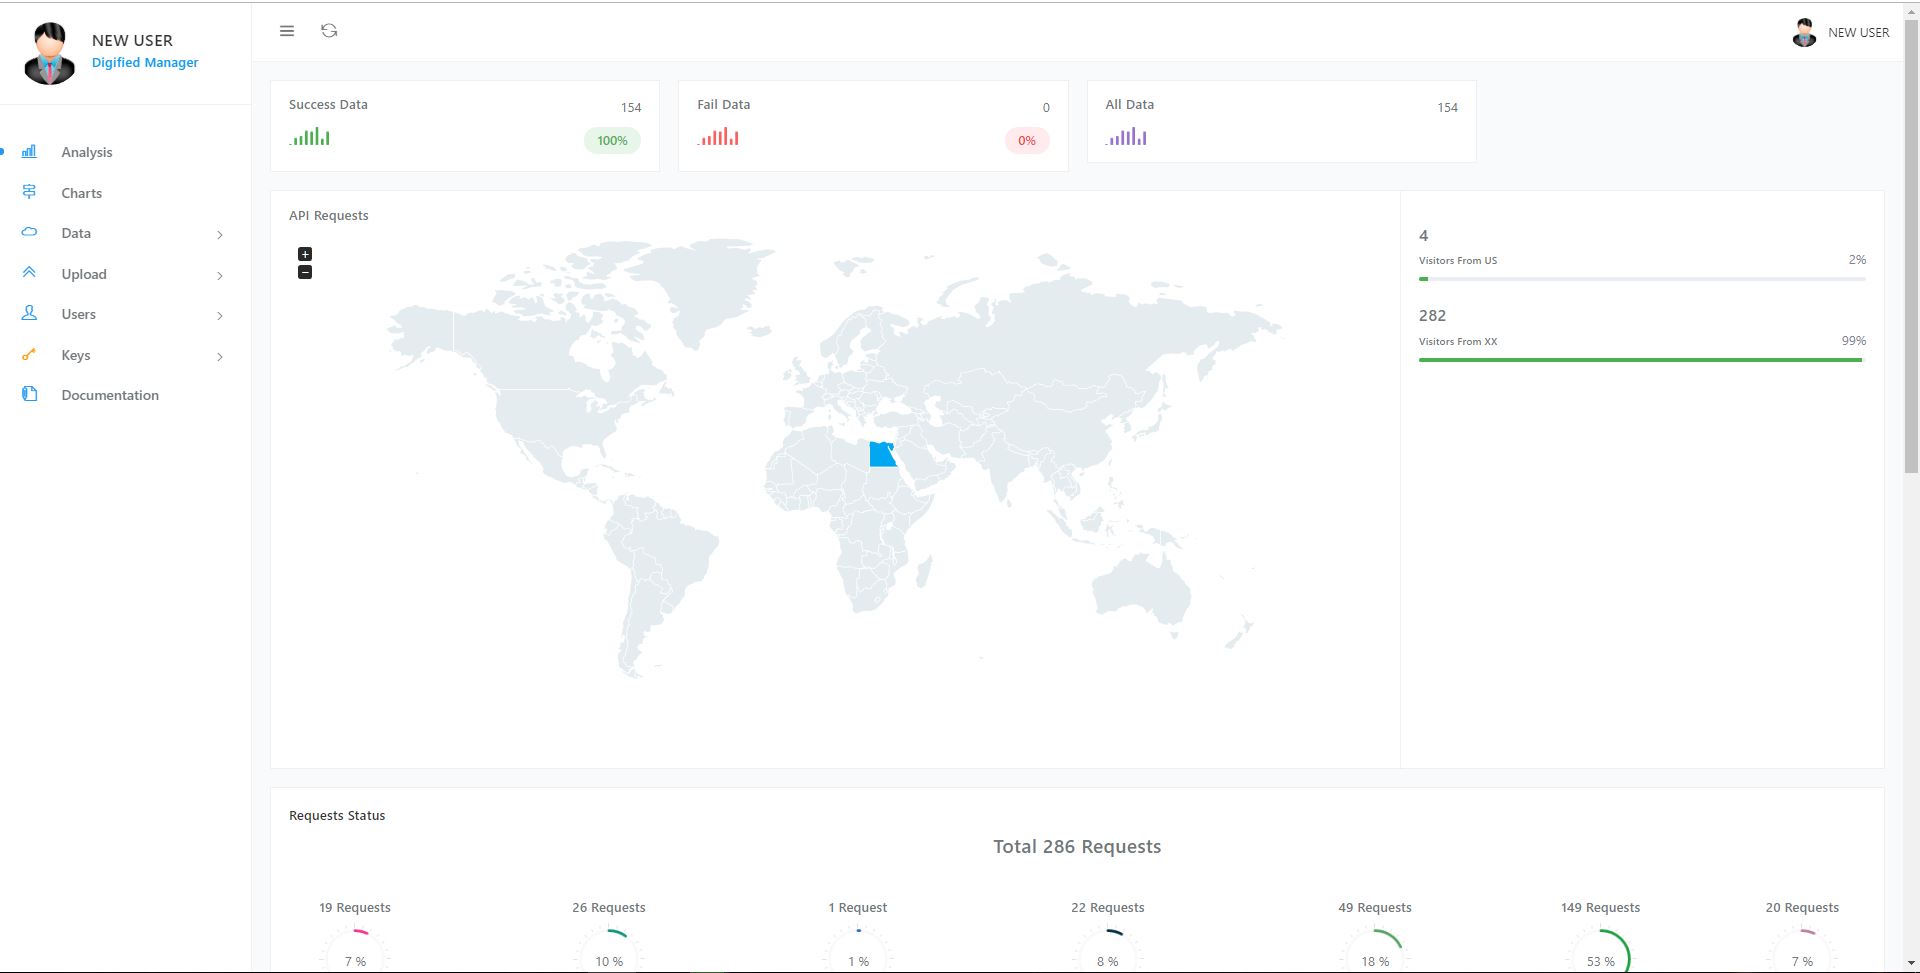 NEW USER
Digified Manager
Analysis
Charts
Data
Upload
Users
Keys
Documentation
NEW USER
Success Data
154
100%
Fail Data
0
0%
All Data
154
API Requests
+
−
4
Visitors From US
2%
282
Visitors From XX
99%
Requests Status
Total 286 Requests
19 Requests
26 Requests
1 Request
22 Requests
49 Requests
149 Requests
20 Requests
7 %
10 %
1 %
8 %
18 %
53 %
7 %